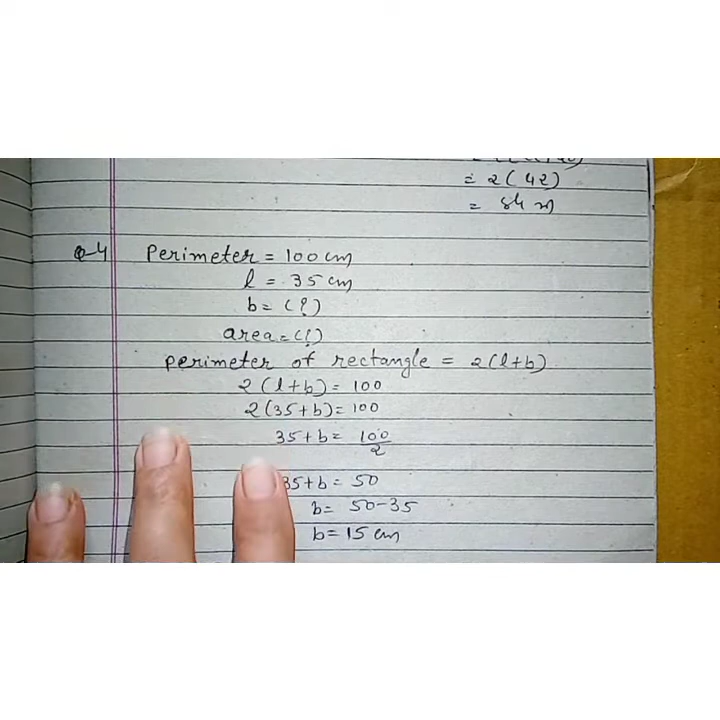 = 2(42)
= 84 m
Q-4 Perimeter = 100 cm
l = 35 cm
b = (?)
area = (?)
perimeter of rectangle = 2(l+b)
2(l+b) = 100
2(35+b) = 100
35+b = 100/2
35+b = 50
b = 50-35
b = 15 cm